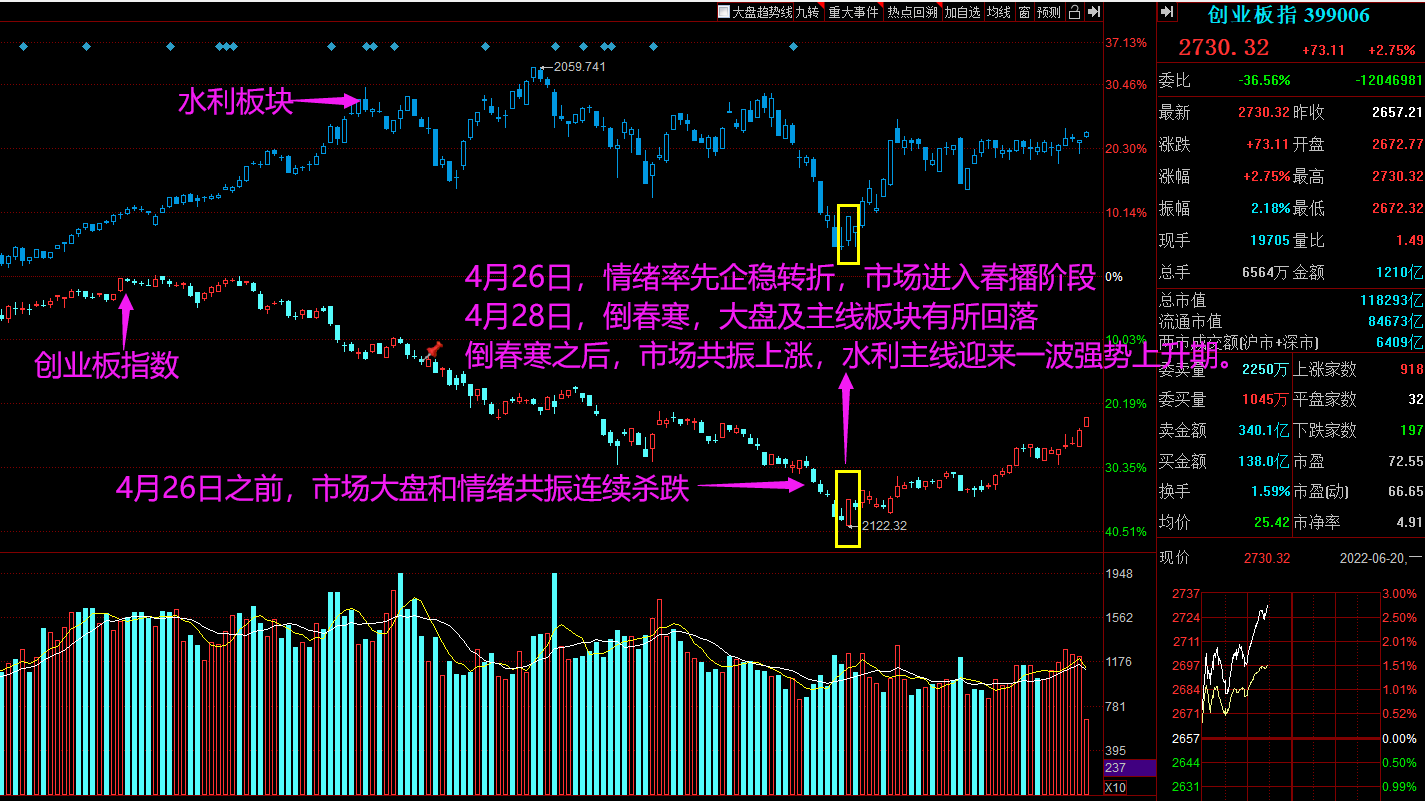 大盘趋势线 九转 重大事件 热点回溯 加自选 均线 窗 预测
创业板指 399006
2730.32 +73.11 +2.75%
委比 -36.56% -12046981
最新 2730.32 昨收 2657.21
涨跌 +73.11 开盘 2672.77
涨幅 +2.75% 最高 2730.32
振幅 2.18% 最低 2672.32
现手 19705 量比 1.49
总手 6564万 金额 1210亿
总市值 118293亿
流通市值 84673亿
额(沪市+深市) 6409亿
委卖量 2250万 上涨家数 918
委买量 1045万 平盘家数 32
卖金额 340.1亿 下跌家数 197
买金额 138.0亿 市盈 72.55
换手 1.59% 市盈(动) 66.65
均价 25.42 市净率 4.91
现价 2730.32 2022-06-20,一
2737 3.00%
2724 2.50%
2711 2.01%
2697 1.51%
2684 1.01%
2671 0.52%
2657 0.00%
2644 0.50%
2631 0.99%
37.13%
30.46%
20.30%
10.14%
0%
10.03%
20.19%
30.35%
40.51%
2059.741
水利板块
4月26日，情绪率先企稳转折，市场进入春播阶段
4月28日，倒春寒，大盘及主线板块有所回落
倒春寒之后，市场共振上涨，水利主线迎来一波强势上升期。
创业板指数
4月26日之前，市场大盘和情绪共振连续杀跌
2122.32
1948
1562
1176
781
395
237
X10